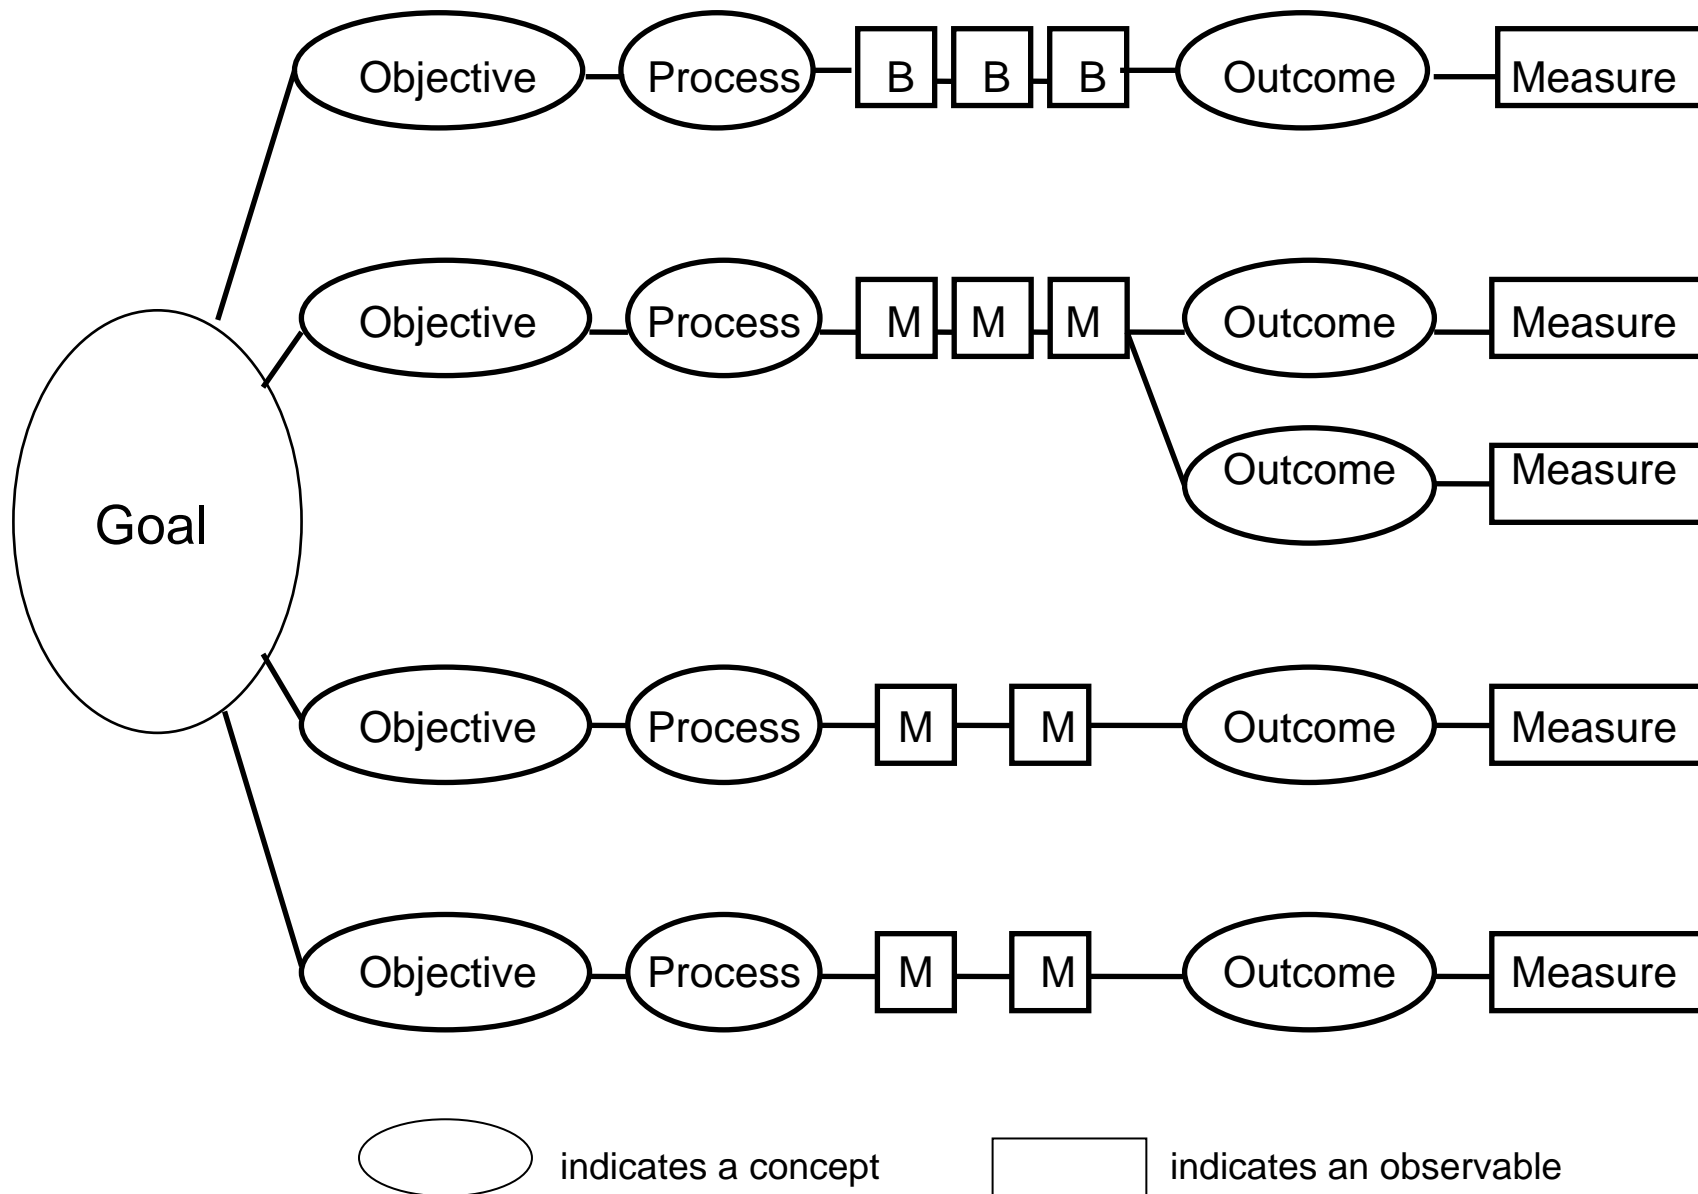 Objective Process B B B Outcome Measure
Objective Process M M M Outcome Measure
Outcome Measure
Goal
Objective Process M M Outcome Measure
Objective Process M M Outcome Measure
indicates a concept indicates an observable